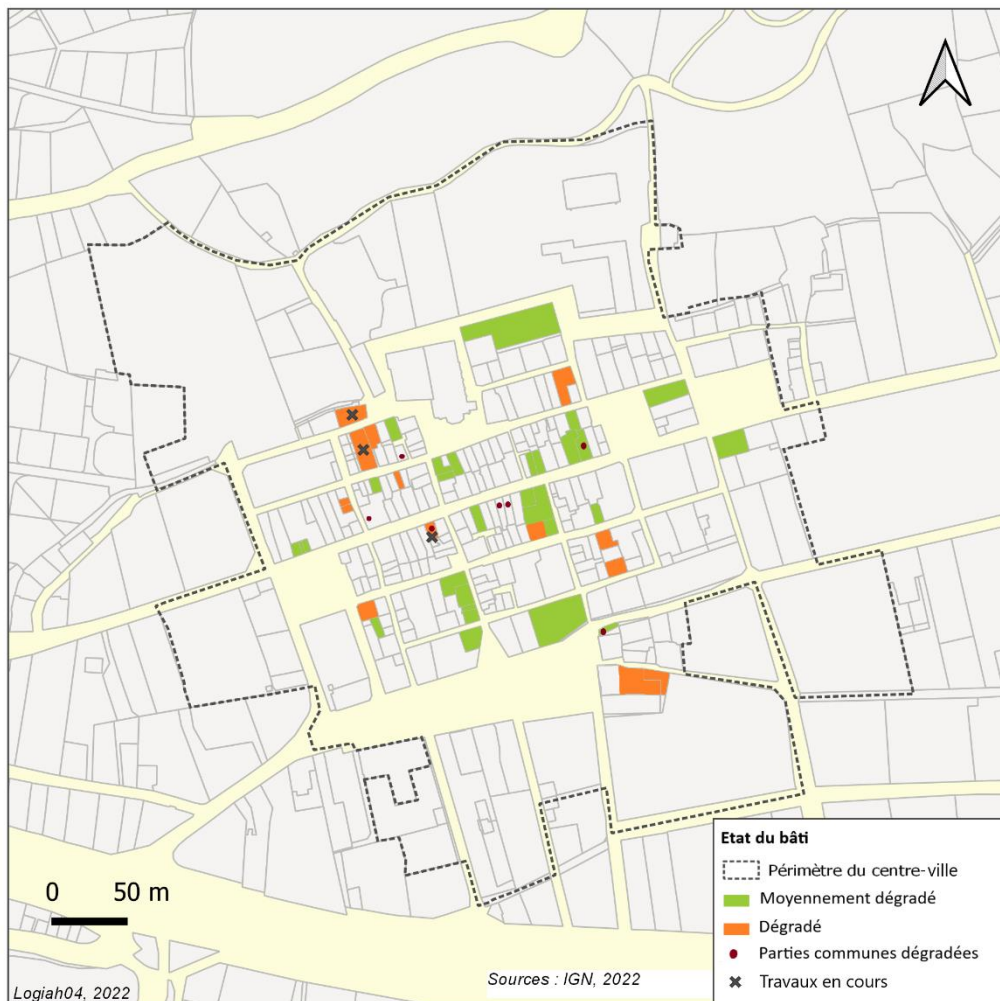 Etat du bâti
Périmètre du centre-ville
Moyennement dégradé
Dégradé
Parties communes dégradées
Travaux en cours
0 50 m
Logiah04, 2022
Sources : IGN, 2022